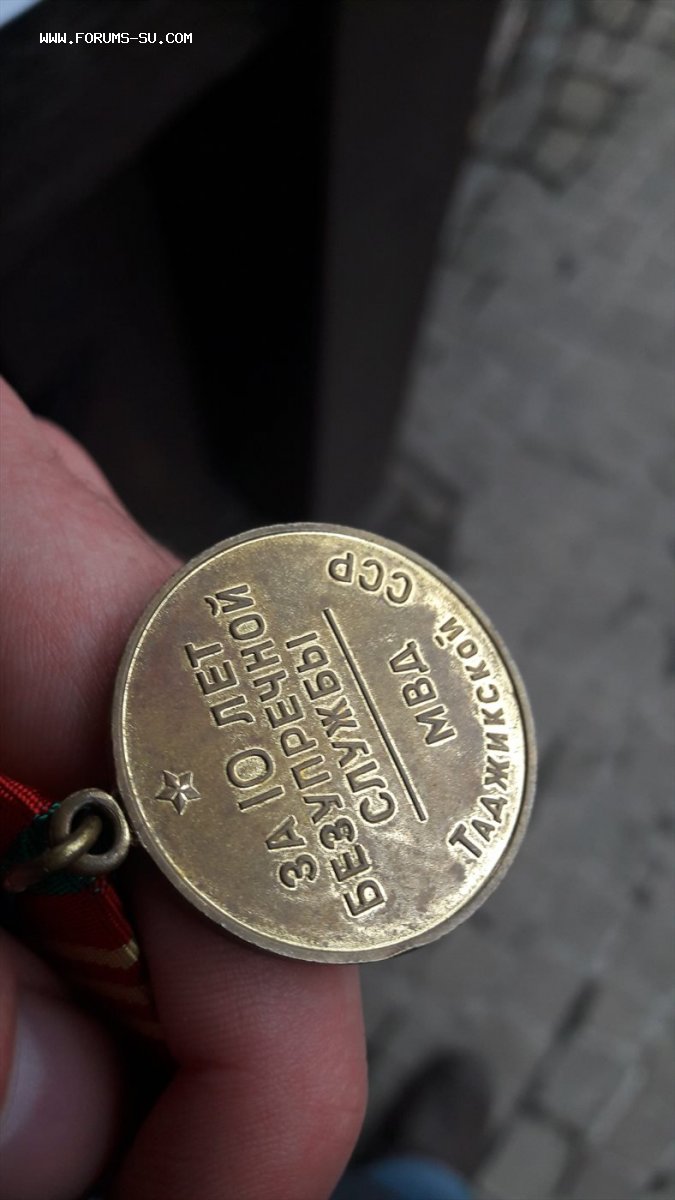 WWW.FORUMS-SU.COM
ЗА 10 ЛЕТ
БЕЗУПРЕЧНОЙ
СЛУЖБЫ
МВД
ТАДЖИКСКОЙ ССР